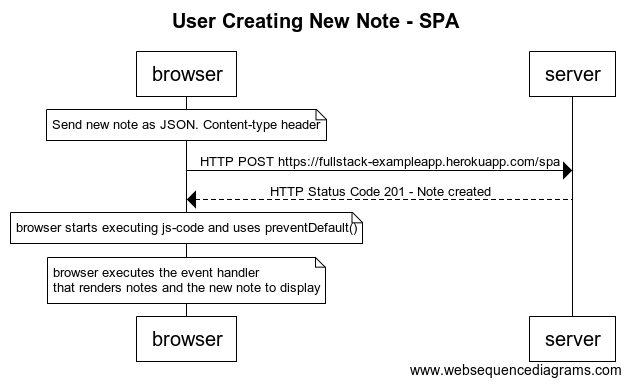 User Creating New Note - SPA
browser
server
Send new note as JSON. Content-type header
HTTP POST https://fullstack-exampleapp.herokuapp.com/spa
HTTP Status Code 201 - Note created
browser starts executing js-code and uses preventDefault()
browser executes the event handler
that renders notes and the new note to display
browser
server
www.websequencediagrams.com